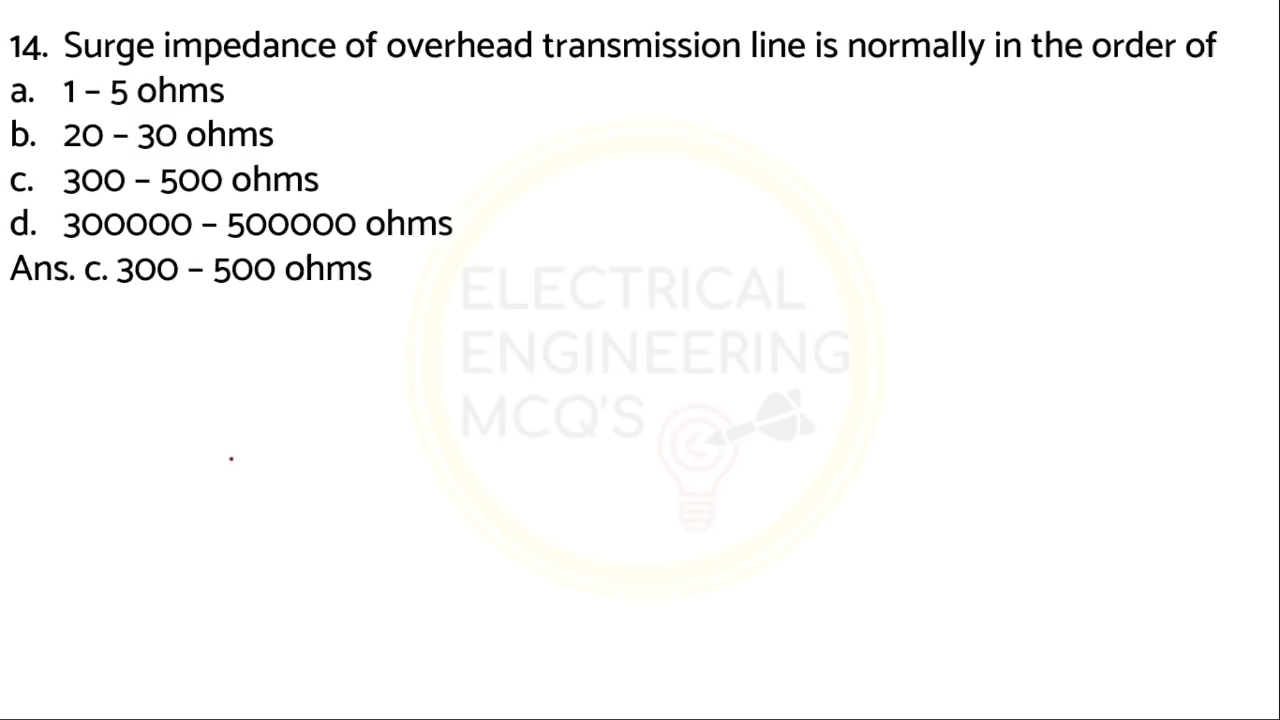 14. Surge impedance of overhead transmission line is normally in the order of
a. 1 – 5 ohms
b. 20 – 30 ohms
c. 300 – 500 ohms
d. 300000 – 500000 ohms
Ans. c. 300 – 500 ohms
ELECTRICAL
ENGINEERING
MCQ'S